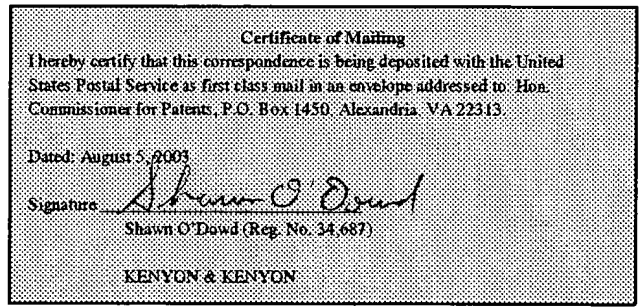 Certificate of Mailing
I hereby certify that this correspondence is being deposited with the United
States Postal Service as first class mail in an envelope addressed to: Hon.
Commissioner for Patents, P.O. Box 1450, Alexandria, VA 22313.
Dated: August 5, 2003
Signature Shawn O'Dowd
Shawn O'Dowd (Reg. No. 34,687)
KENYON & KENYON